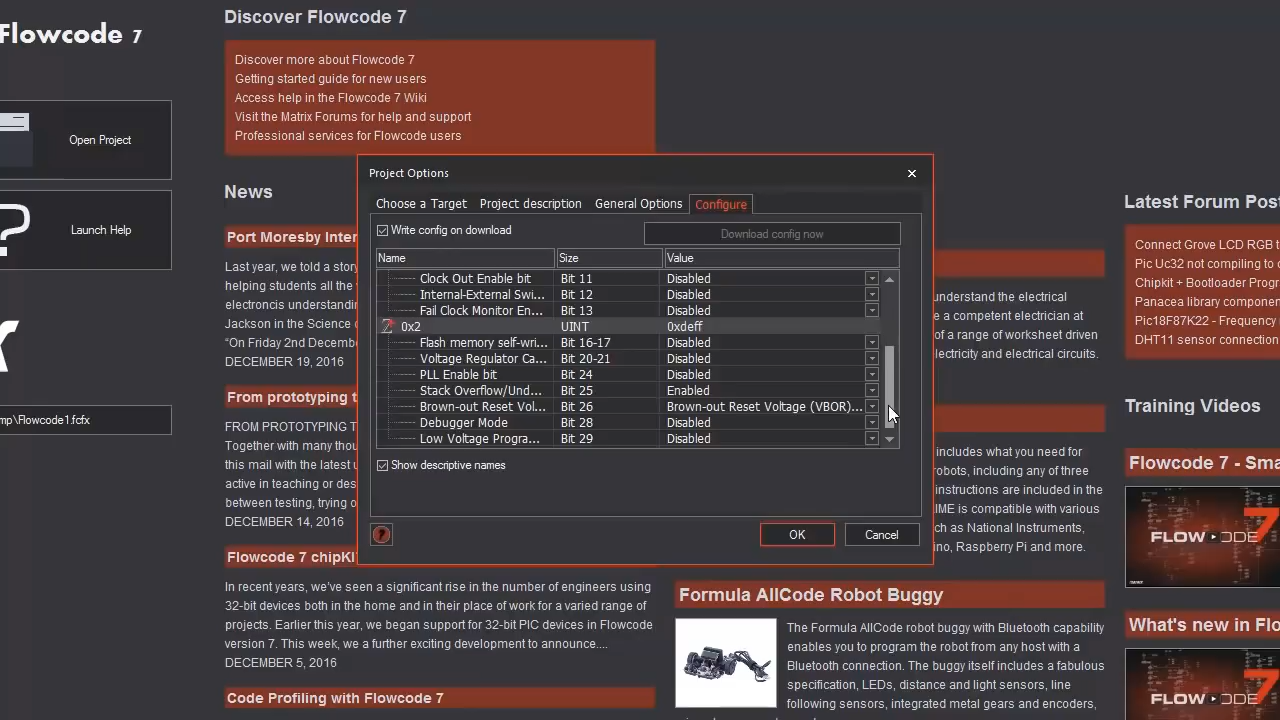 Flowcode 7
Open Project
Launch Help
mp\Flowcode1.fcfx
Discover Flowcode 7
Discover more about Flowcode 7
Getting started guide for new users
Access help in the Flowcode 7 Wiki
Visit the Matrix Forums for help and support
Professional services for Flowcode users
News
Port Moresby Inter
Last year, we told a story
helping students all the
electroncis understandin
Jackson in the Science
“On Friday 2nd Decembe
DECEMBER 19, 2016
From prototyping t
FROM PROTOTYPING T
Together with many thou
this mail with the latest u
active in teaching or des
between testing, trying o
DECEMBER 14, 2016
Flowcode 7 chipKI
In recent years, we've seen a significant rise in the number of engineers using
32-bit devices both in the home and in their place of work for a varied range of
projects. Earlier this year, we began support for 32-bit PIC devices in Flowcode
version 7. This week, we a further exciting development to announce....
DECEMBER 5, 2016
Code Profiling with Flowcode 7
Project Options
Choose a Target Project description General Options Configure
Write config on download
Download config now
Name Size Value
Clock Out Enable bit Bit 11 Disabled
Internal-External Swi... Bit 12 Disabled
Fail Clock Monitor En... Bit 13 Disabled
0x2 UINT 0xdeff
Flash memory self-wri... Bit 16-17 Disabled
Voltage Regulator Ca... Bit 20-21 Disabled
PLL Enable bit Bit 24 Disabled
Stack Overflow/Und... Bit 25 Enabled
Brown-out Reset Vol... Bit 26 Brown-out Reset Voltage (VBOR)...
Debugger Mode Bit 28 Disabled
Low Voltage Progra... Bit 29 Disabled
Show descriptive names
?
OK
Cancel
understand the electrical
e a competent electrician at
of a range of worksheet driven
lectricity and electrical circuits.
includes what you need for
robots, including any of three
instructions are included in the
IME is compatible with various
ch as National Instruments,
ino, Raspberry Pi and more.
Formula AllCode Robot Buggy
The Formula AllCode robot buggy with Bluetooth capability
enables you to program the robot from any host with a
Bluetooth connection. The buggy itself includes a fabulous
specification, LEDs, distance and light sensors, line
following sensors, integrated metal gears and encoders,
Latest Forum Post
Connect Grove LCD RGB t
Pic Uc32 not compiling to
Chipkit + Bootloader Progr
Panacea library componen
Pic18F87K22 - Frequency
DHT11 sensor connection
Training Videos
Flowcode 7 - Sma
FLOWCODE 7
What's new in Flo
FLOWCODE 7